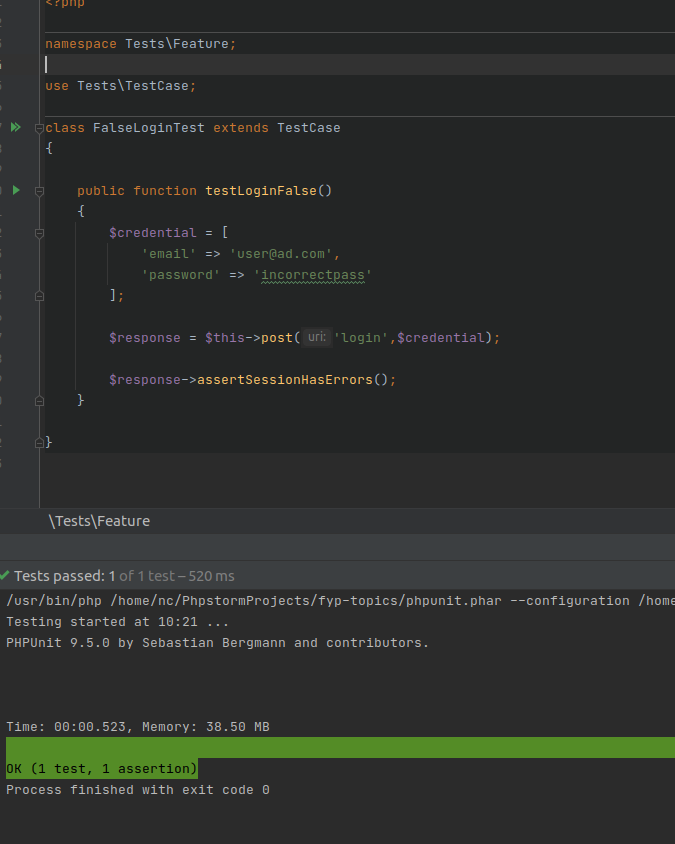 <?php
namespace Tests\Feature;
use Tests\TestCase;
class FalseLoginTest extends TestCase
{
public function testLoginFalse()
{
$credential = [
'email' => 'user@ad.com',
'password' => 'incorrectpass'
];
$response = $this->post( uri: 'login',$credential);
$response->assertSessionHasErrors();
}
}
\Tests\Feature
Tests passed: 1 of 1 test – 520 ms
/usr/bin/php /home/nc/PhpstormProjects/fyp-topics/phpunit.phar --configuration /home
Testing started at 10:21 ...
PHPUnit 9.5.0 by Sebastian Bergmann and contributors.
Time: 00:00.523, Memory: 38.50 MB
OK (1 test, 1 assertion)
Process finished with exit code 0